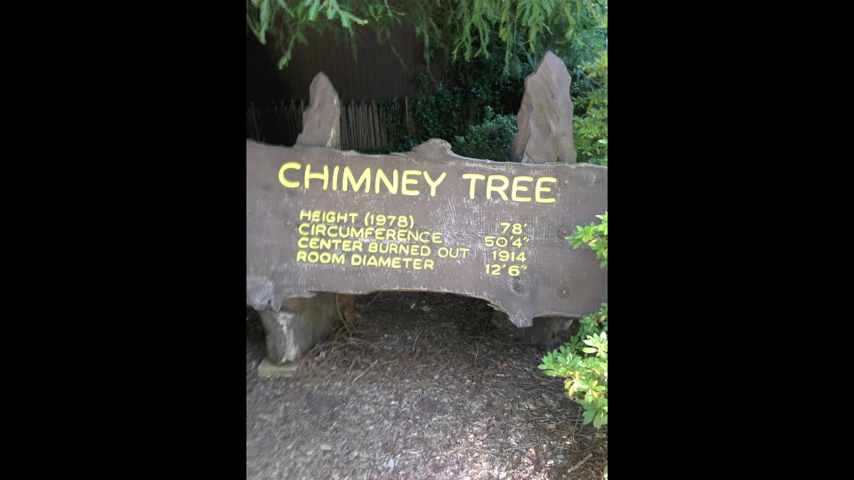 CHIMNEY TREE
HEIGHT (1978) 78'
CIRCUMFERENCE 50'4"
CENTER BURNED OUT 1914
ROOM DIAMETER 12'6"